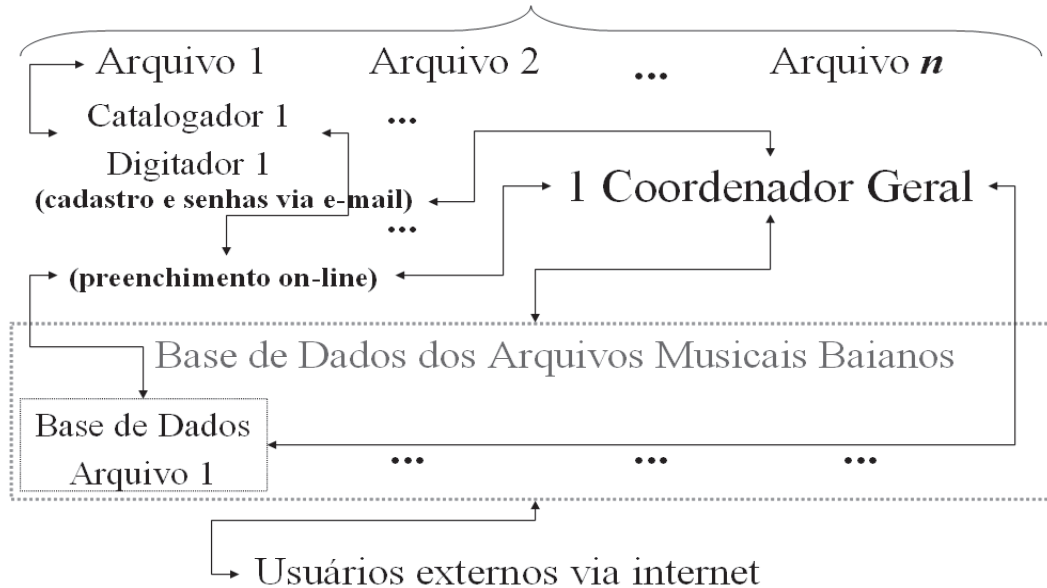 Arquivo 1 Arquivo 2 ... Arquivo n
Catalogador 1 ...
Digitador 1
(cadastro e senhas via e-mail)
1 Coordenador Geral
...
(preenchimento on-line)
Base de Dados dos Arquivos Musicais Baianos
Base de Dados
Arquivo 1
... ... ...
Usuários externos via internet